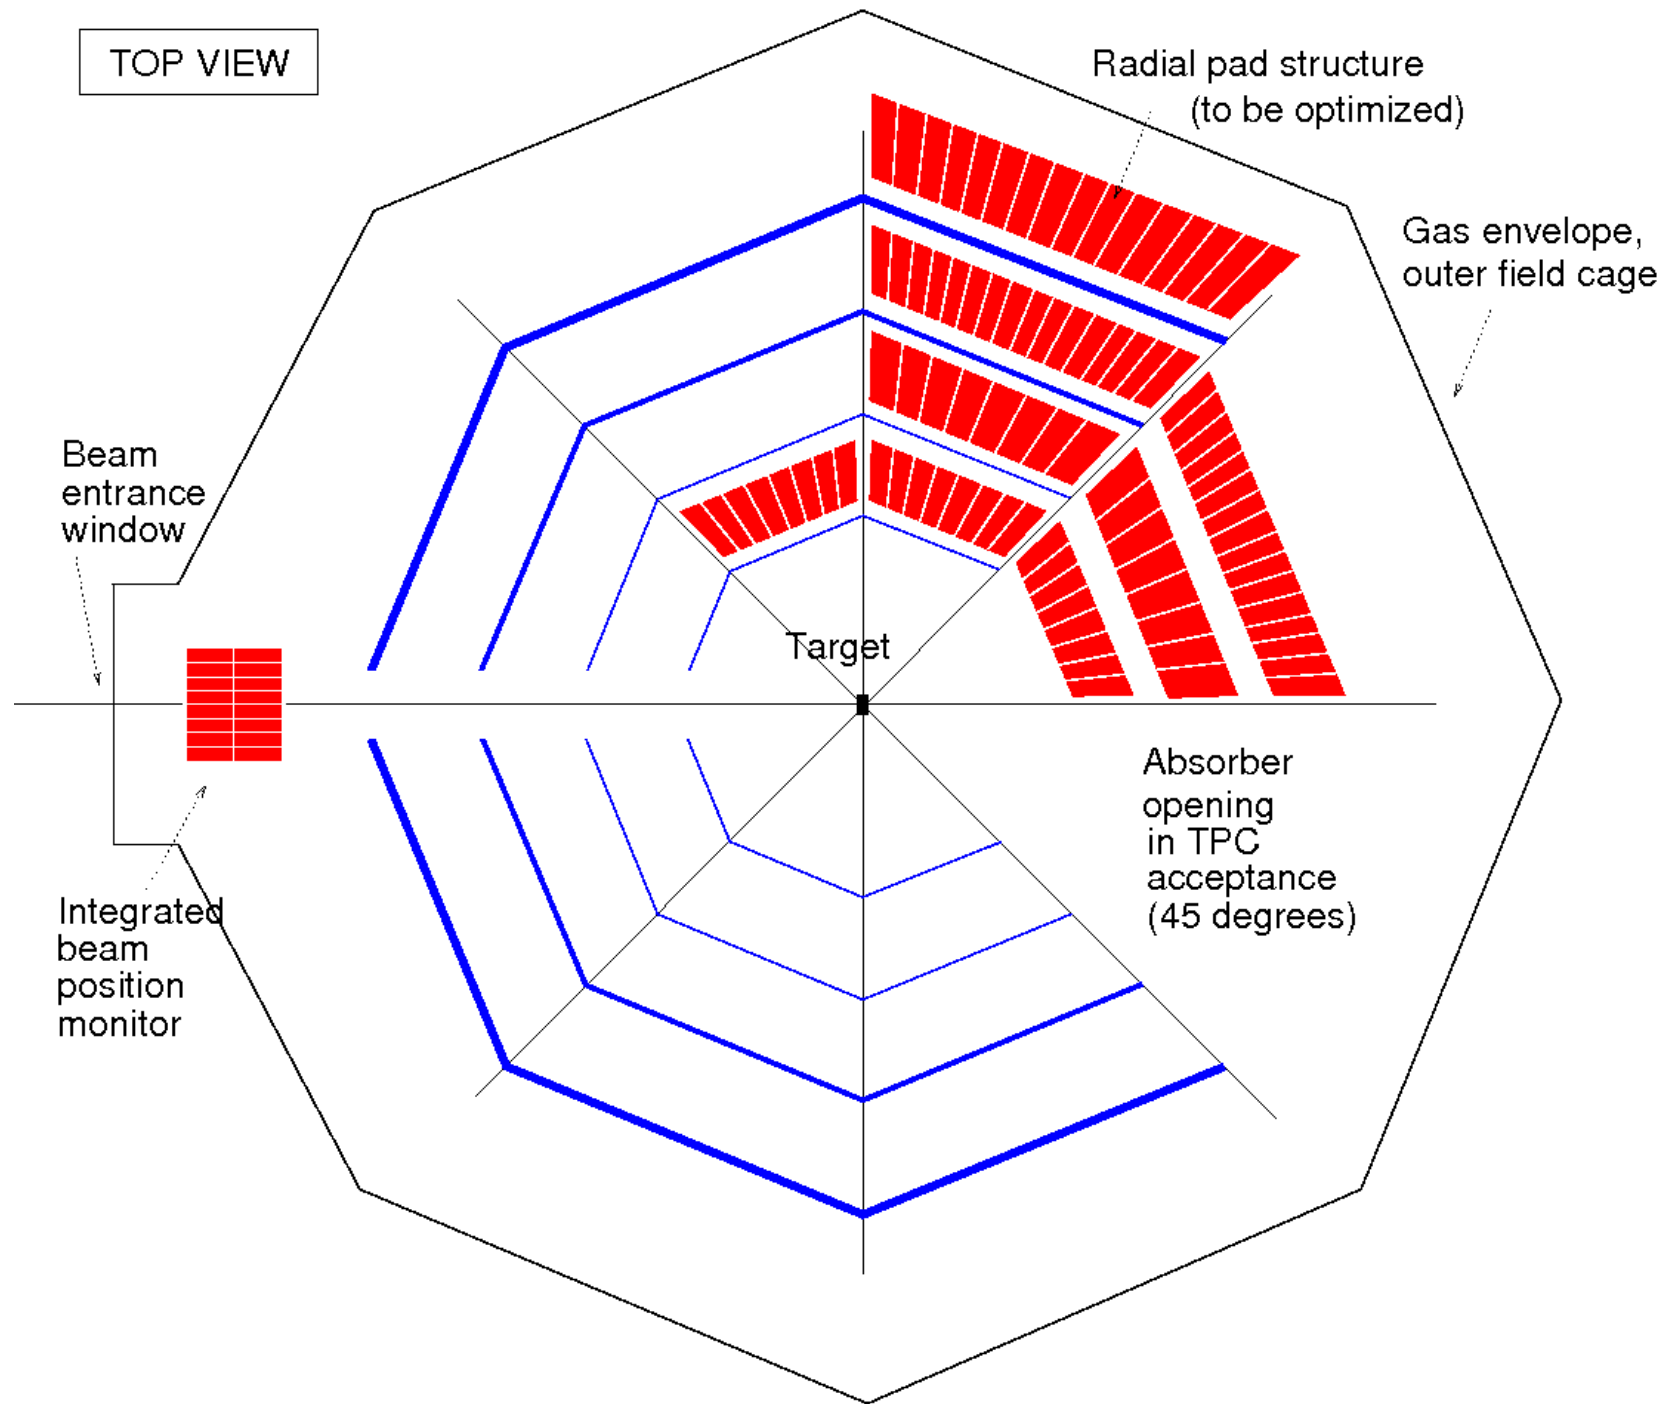 TOP VIEW
Radial pad structure
(to be optimized)
Gas envelope,
outer field cage
Beam
entrance
window
Target
Absorber
opening
in TPC
acceptance
(45 degrees)
Integrated
beam
position
monitor